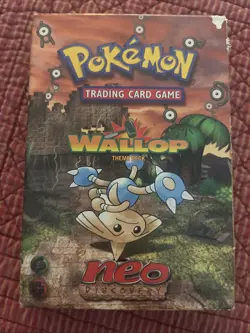 POKÉMON
TRADING CARD GAME
WALLOP
THEME DECK
neo
DISCOVERY